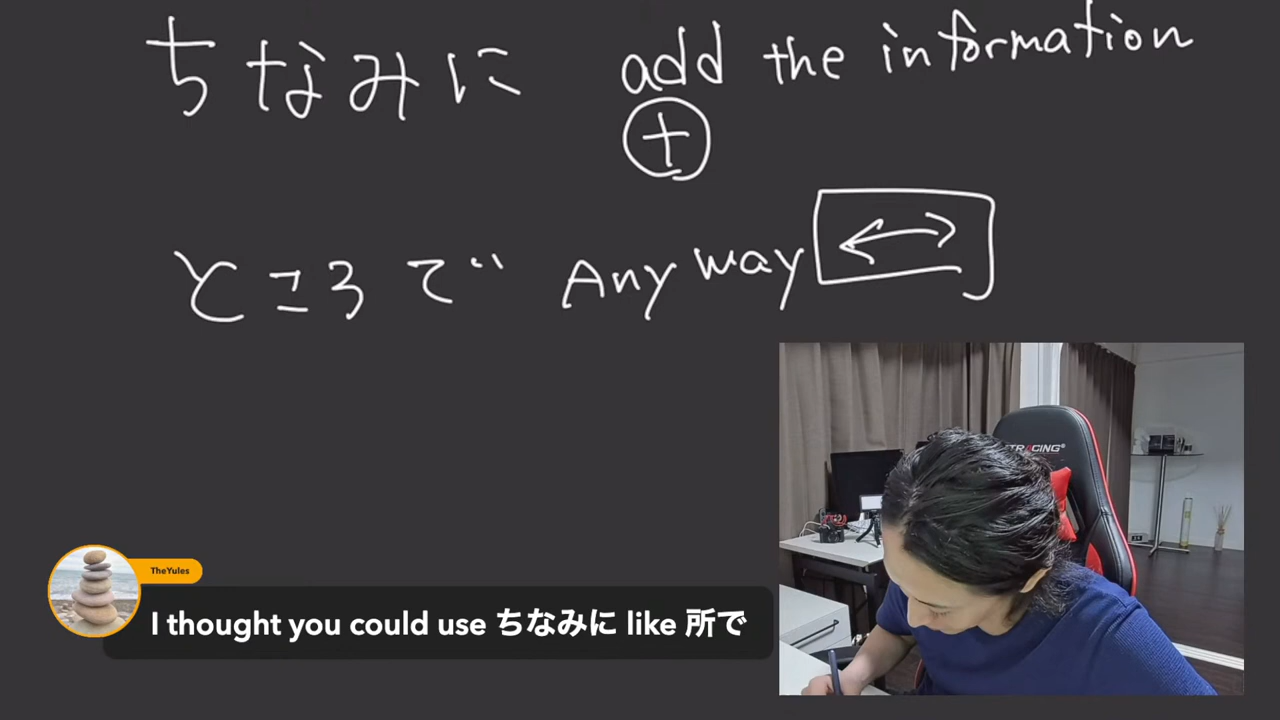 ちなみに add the information
+
ところで Anyway ↔
TRACING®
TheYules
I thought you could use ちなみに like 所で